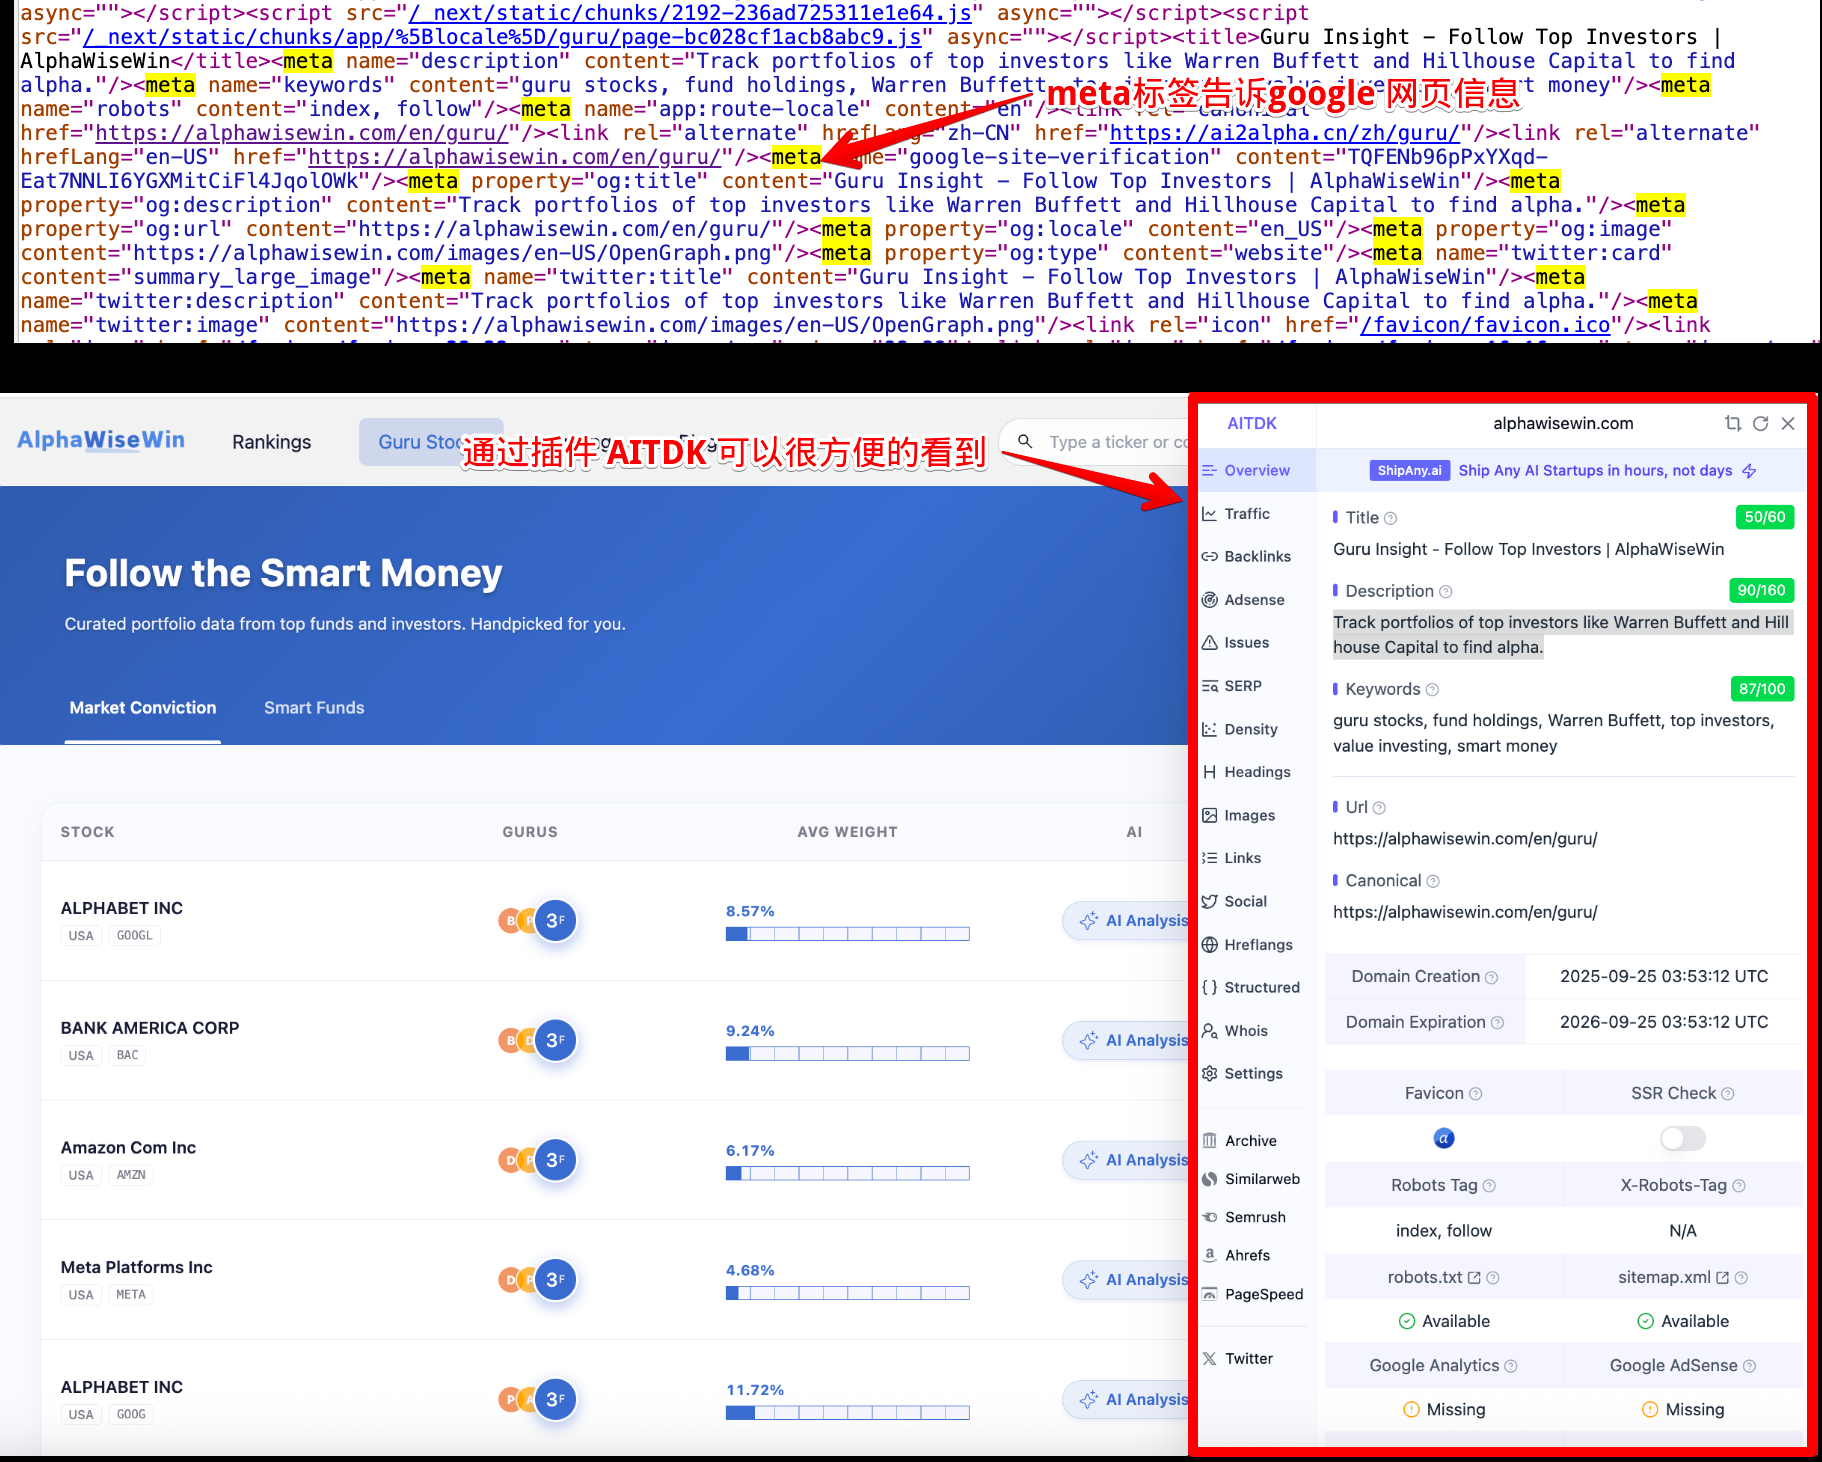 async=""></script><script src="/_next/static/chunks/2192-236ad725311e1e64.js" async=""></script><script
src="/_next/static/chunks/app/%5Blocale%5D/guru/page-bc028cf1acb8abc9.js" async=""></script><title>Guru Insight - Follow Top Investors |
AlphaWiseWin</title><meta name="description" content="Track portfolios of top investors like Warren Buffett and Hillhouse Capital to find
alpha."/><meta name="keywords" content="guru stocks, fund holdings, Warren Buffett, money"/><meta
meta标签告诉google 网页信息
name="robots" content="index, follow"/><meta name="app:route-locale" content="en"/><link rel="canonical"
href="https://alphawisewin.com/en/guru/"/><link rel="alternate" hrefLang="zh-CN" href="https://ai2alpha.cn/zh/guru/"/><link rel="alternate"
hrefLang="en-US" href="https://alphawisewin.com/en/guru/"/><meta name="google-site-verification" content="TQFENb96pPxYXqd-
Eat7NNLI6YGXMitCiFl4JqolOWk"/><meta property="og:title" content="Guru Insight - Follow Top Investors | AlphaWiseWin"/><meta
property="og:description" content="Track portfolios of top investors like Warren Buffett and Hillhouse Capital to find alpha."/><meta
property="og:url" content="https://alphawisewin.com/en/guru/"/><meta property="og:locale" content="en_US"/><meta property="og:image"
content="https://alphawisewin.com/images/en-US/OpenGraph.png"/><meta property="og:type" content="website"/><meta name="twitter:card"
content="summary_large_image"/><meta name="twitter:title" content="Guru Insight - Follow Top Investors | AlphaWiseWin"/><meta
name="twitter:description" content="Track portfolios of top investors like Warren Buffett and Hillhouse Capital to find alpha."/><meta
name="twitter:image" content="https://alphawisewin.com/images/en-US/OpenGraph.png"/><link rel="icon" href="/favicon/favicon.ico"/><link
AlphaWiseWin
Rankings
Guru Sto
通过插件 AITDK 可以很方便的看到
Type a ticker or co
Follow the Smart Money
Curated portfolio data from top funds and investors. Handpicked for you.
Market Conviction
Smart Funds
STOCK GURUS AVG WEIGHT AI
ALPHABET INC
USA GOOGL
B P 3F
8.57%
AI Analysis
BANK AMERICA CORP
USA BAC
B D 3F
9.24%
AI Analysis
Amazon Com Inc
USA AMZN
D P 3F
6.17%
AI Analysis
Meta Platforms Inc
USA META
D P 3F
4.68%
AI Analysis
ALPHABET INC
USA GOOG
P A 3F
11.72%
AI Analysis
AITDK
alphawisewin.com
Overview
Traffic
Backlinks
Adsense
Issues
SERP
Density
Headings
Images
Links
Social
Hreflangs
Structured
Whois
Settings
Archive
Similarweb
Semrush
Ahrefs
PageSpeed
Twitter
ShipAny.ai Ship Any AI Startups in hours, not days
Title 50/60
Guru Insight - Follow Top Investors | AlphaWiseWin
Description 90/160
Track portfolios of top investors like Warren Buffett and Hill
house Capital to find alpha.
Keywords 87/100
guru stocks, fund holdings, Warren Buffett, top investors,
value investing, smart money
Url
https://alphawisewin.com/en/guru/
Canonical
https://alphawisewin.com/en/guru/
Domain Creation 2025-09-25 03:53:12 UTC
Domain Expiration 2026-09-25 03:53:12 UTC
Favicon SSR Check
a
Robots Tag X-Robots-Tag
index, follow N/A
robots.txt sitemap.xml
Available Available
Google Analytics Google AdSense
Missing Missing